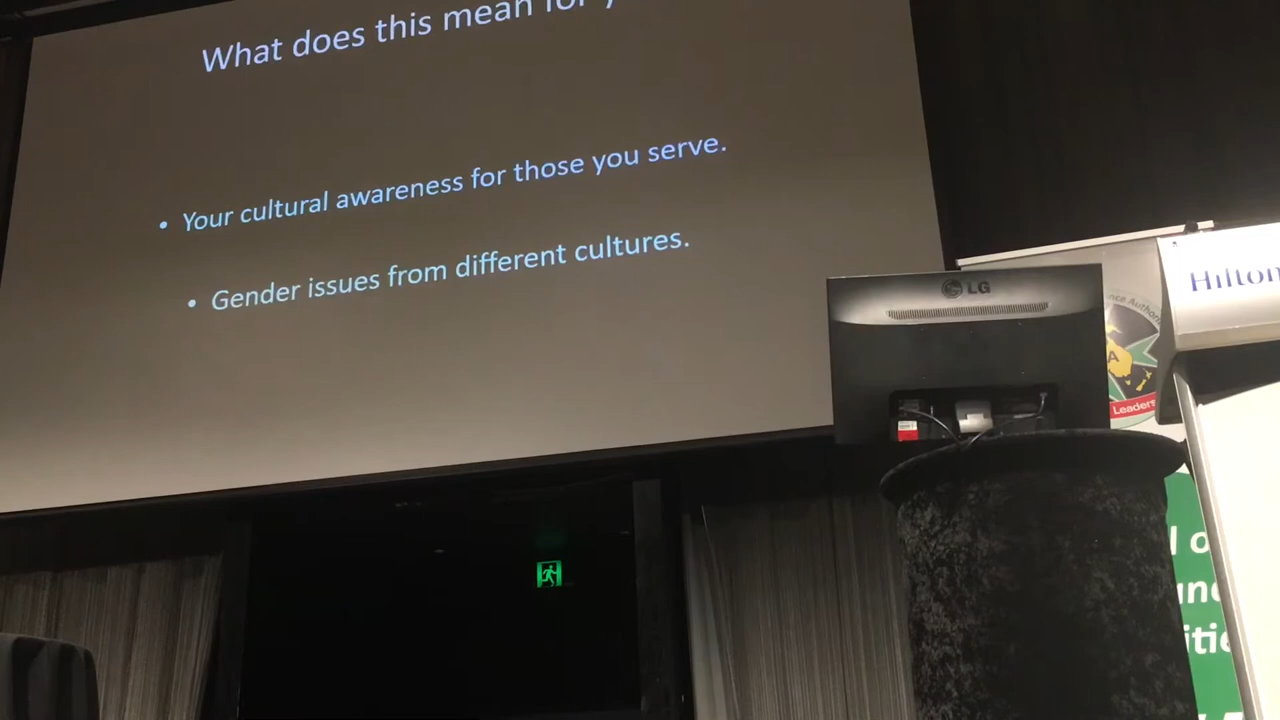 What does this mean for
Your cultural awareness for those you serve.
Gender issues from different cultures.
LG
Hilton
Leaders